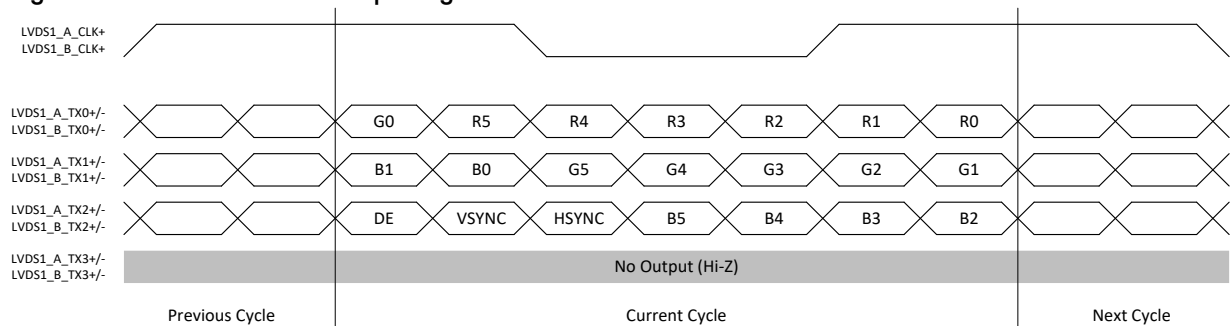 LVDS1_A_CLK+
LVDS1_B_CLK+
LVDS1_A_TX0+/-
LVDS1_B_TX0+/-
G0 R5 R4 R3 R2 R1 R0
LVDS1_A_TX1+/-
LVDS1_B_TX1+/-
B1 B0 G5 G4 G3 G2 G1
LVDS1_A_TX2+/-
LVDS1_B_TX2+/-
DE VSYNC HSYNC B5 B4 B3 B2
LVDS1_A_TX3+/-
LVDS1_B_TX3+/-
No Output (Hi-Z)
Previous Cycle Current Cycle Next Cycle